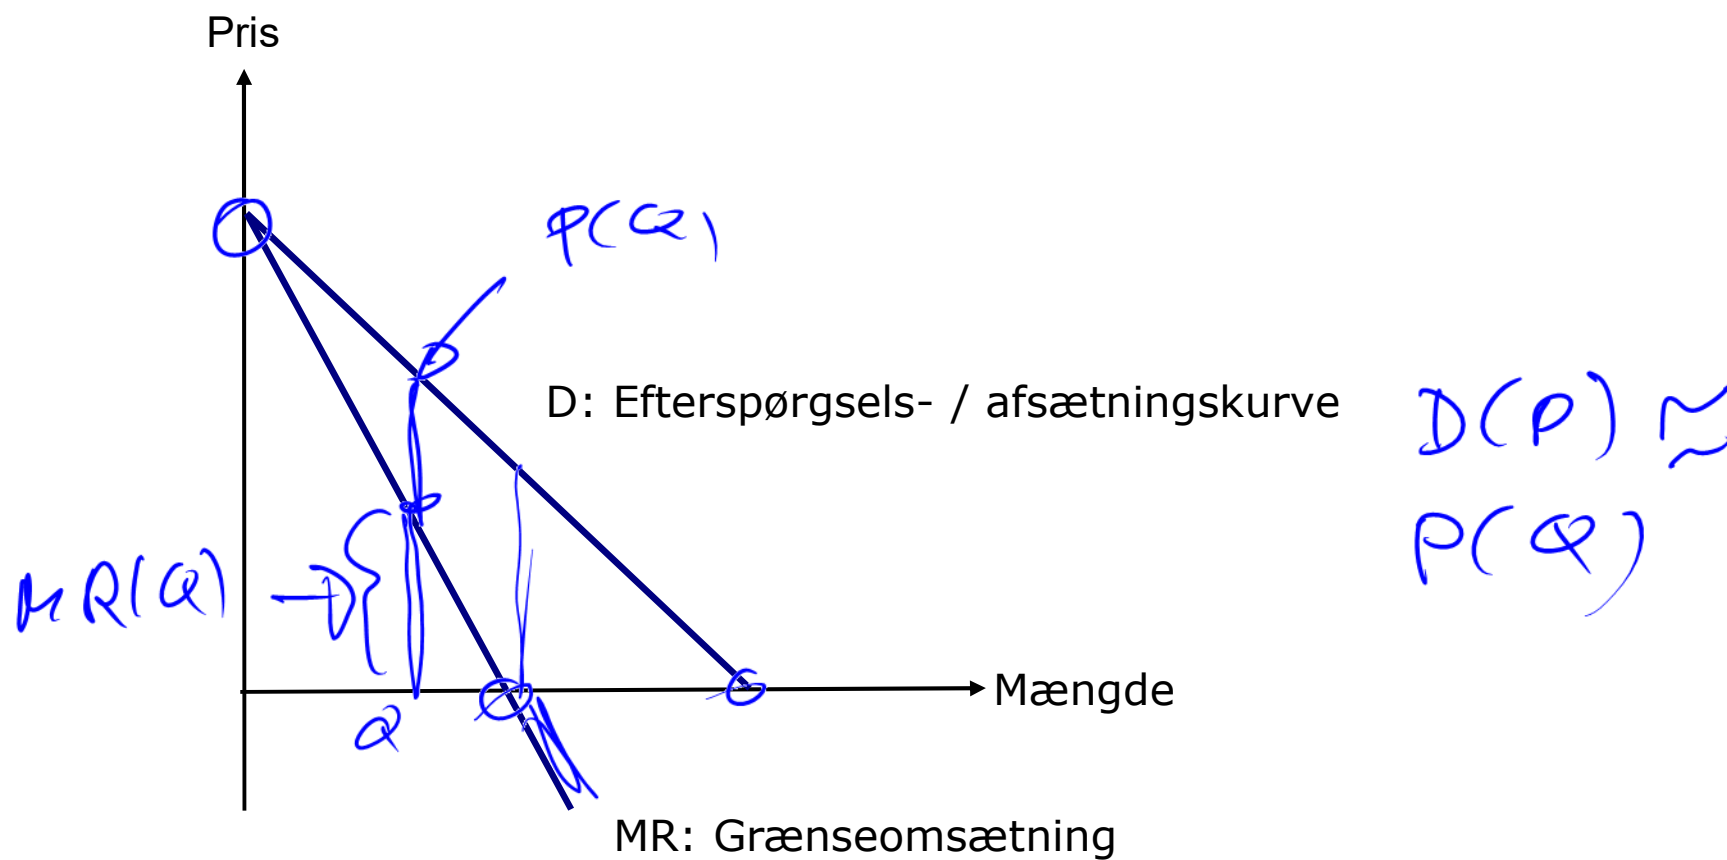 Pris
P(Q)
D: Efterspørgsels- / afsætningskurve
D(P) ≈
P(Q)
MR(Q) →
Mængde
Q
MR: Grænseomsætning